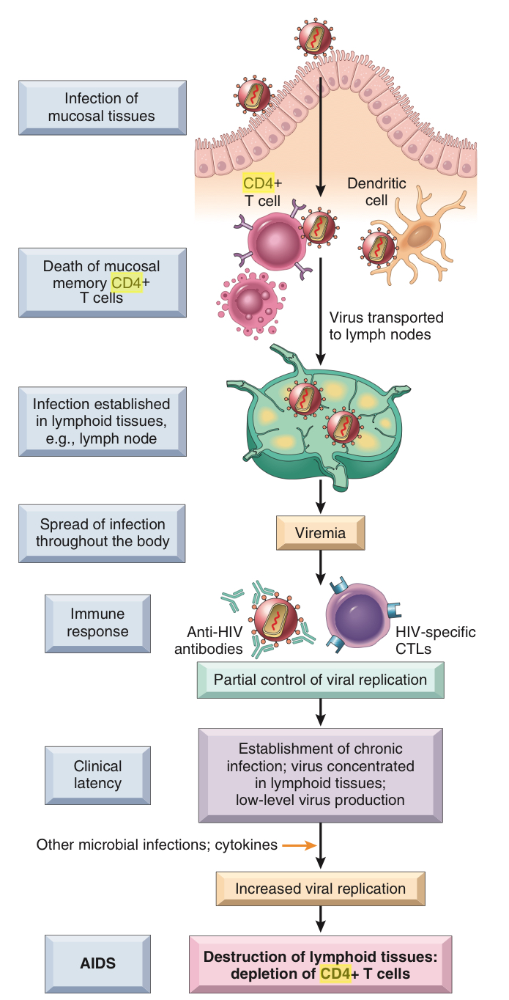 Infection of
mucosal tissues
CD4+
T cell
Dendritic
cell
Death of mucosal
memory CD4+
T cells
Virus transported
to lymph nodes
Infection established
in lymphoid tissues,
e.g., lymph node
Spread of infection
throughout the body
Viremia
Immune
response
Anti-HIV
antibodies
HIV-specific
CTLs
Partial control of viral replication
Clinical
latency
Establishment of chronic
infection; virus concentrated
in lymphoid tissues;
low-level virus production
Other microbial infections; cytokines
Increased viral replication
AIDS
Destruction of lymphoid tissues:
depletion of CD4+ T cells